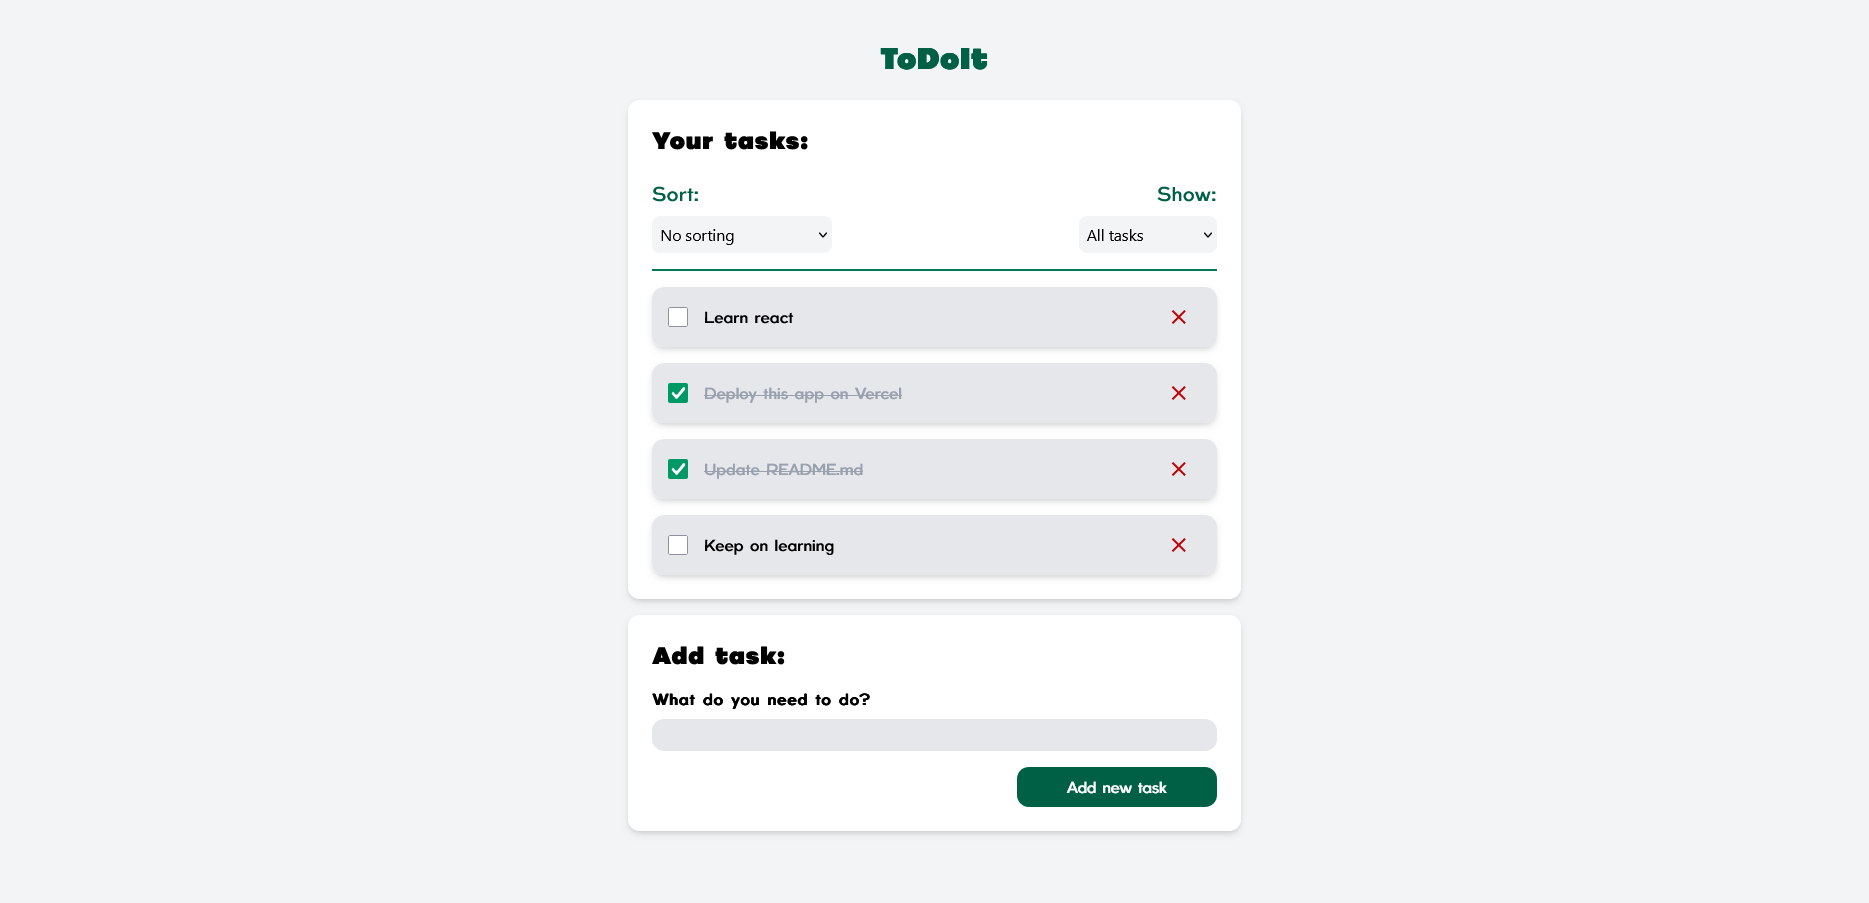 ToDoIt
Your tasks:
Sort: Show:
No sorting All tasks
Learn react
Deploy this app on Vercel
Update README.md
Keep on learning
Add task:
What do you need to do?
Add new task